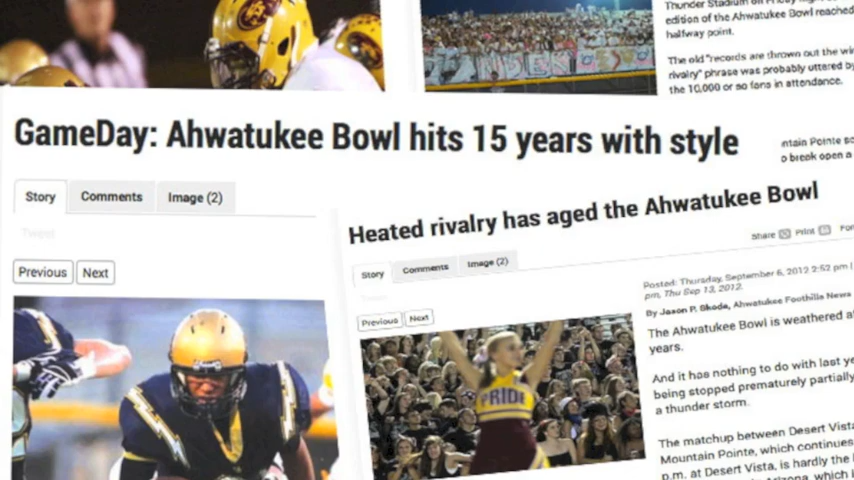 Thunder Stadium on Friday
edition of the Ahwatukee Bowl reached
halfway point.
The old "records are thrown out the
rivalry" phrase was probably uttered
the 10,000 or so fans in attendance.
GameDay: Ahwatukee Bowl hits 15 years with style
ntain Pointe
o break open a
Story Comments Image (2)
Tweet
Previous Next
Heated rivalry has aged the Ahwatukee Bowl
Share Print
Story Comments Image (2)
Previous Next
Posted: Thursday, September 6, 2012 2:52 pm |
pm, Thu Sep 13, 2012.
By Jason P. Skoda, Ahwatukee Foothills News
The Ahwatukee Bowl is weathered
years.
And it has nothing to do with last
being stopped prematurely partially
a thunder storm.
The matchup between Desert Vista
Mountain Pointe, which continues
p.m. at Desert Vista, is hardly the
Arizona, which
PRIDE